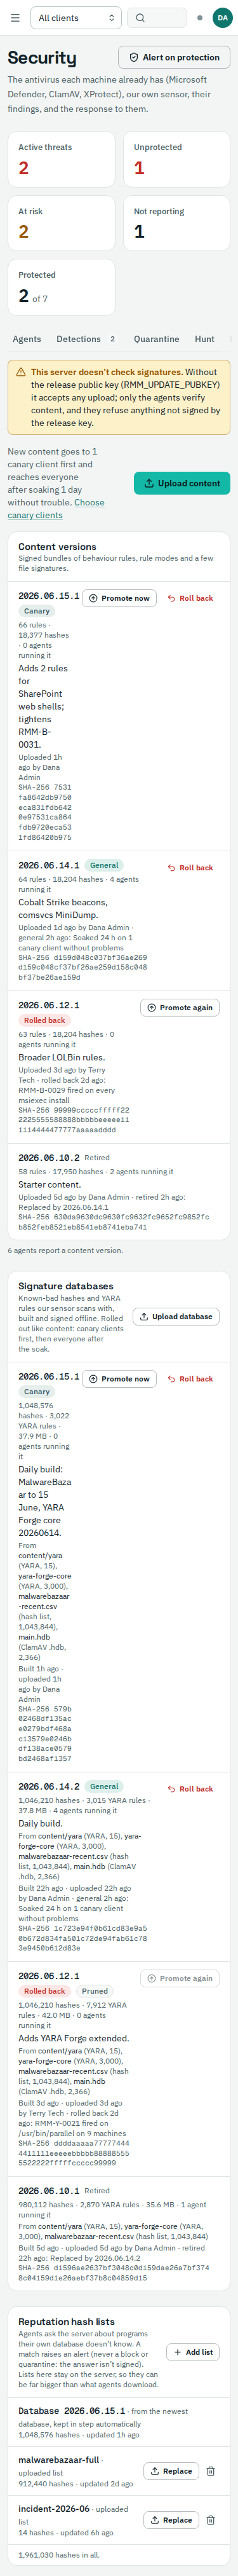 All clients
DA
Security
Alert on protection
The antivirus each machine already has (Microsoft
Defender, ClamAV, XProtect), our own sensor, their
findings, and the response to them.
Active threats
2
Unprotected
1
At risk
2
Not reporting
1
Protected
2 of 7
Agents
Detections 2
Quarantine
Hunt
This server doesn't check signatures. Without
the release public key (RMM_UPDATE_PUBKEY)
it accepts any upload; only the agents verify
content, and they refuse anything not signed by
the release key.
New content goes to 1
canary client first and
reaches everyone
after soaking 1 day
without trouble. Choose
canary clients
Upload content
Content versions
Signed bundles of behaviour rules, rule modes and a few
file signatures.
2026.06.15.1
Promote now
Roll back
Canary
66 rules ·
18,377 hashes
· 0 agents
running it
Adds 2 rules
for
SharePoint
web shells;
tightens
RMM-B-
0031.
Uploaded 1h
ago by Dana
Admin
SHA-256 7531
fa8642db9750
eca831fdb642
0e97531ca864
fdb9720eca53
1fd86420b975
2026.06.14.1 General
Roll back
64 rules · 18,204 hashes · 4 agents
running it
Cobalt Strike beacons,
comsvcs MiniDump.
Uploaded 1d ago by Dana Admin ·
general 2h ago: Soaked 24 h on 1
canary client without problems
SHA-256 d159d048c037bf36ae269
d159c048cf37bf26ae259d158c048
bf37be26ae159d
2026.06.12.1
Promote again
Rolled back
63 rules · 18,204 hashes · 0
agents running it
Broader LOLBin rules.
Uploaded 3d ago by Terry
Tech · rolled back 2d ago:
RMM-B-0029 fired on every
msiexec install
2026.06.10.2 Retired
58 rules · 17,950 hashes · 2 agents running it
Starter content.
Uploaded 5d ago by Dana Admin · retired 2h ago:
Replaced by 2026.06.14.1
6 agents report a content version.
Signature databases
Known-bad hashes and YARA
rules our sensor scans with,
built and signed offline. Rolled
out like content: canary clients
first, then everyone after
the soak.
Upload database
2026.06.15.1
Promote now
Roll back
Canary
1,048,576
hashes · 3,022
YARA rules ·
37.9 MB · 0
agents running
it
Daily build:
MalwareBaza
ar to 15
June, YARA
Forge core
20260614.
From
content/yara
(YARA, 15),
yara-forge-core
(YARA, 3,000),
malwarebazaar
-recent.csv
(hash list,
1,043,844),
main.hdb
(ClamAV .hdb,
2,366)
Built 1h ago ·
uploaded 1h
ago by Dana
Admin
SHA-256 579b
02468df135ac
e0279bdf468a
ci3579e0246b
df138ace0579
bd2468af1357
2026.06.14.2 General
Roll back
1,046,210 hashes · 3,015 YARA rules ·
37.8 MB · 4 agents running it
Daily build.
From content/yara (YARA, 15), yara-
forge-core (YARA, 3,000),
malwarebazaar-recent.csv (hash
list, 1,043,844), main.hdb (ClamAV
.hdb, 2,366)
Built 22h ago · uploaded 22h ago
by Dana Admin · general 2h ago:
Soaked 24 h on 1 canary client
without problems
SHA-256 1c723e94f0b61cd83e9a5
0b672d834fa501c72de94fab61c78
3e9450b612d83e
2026.06.12.1
Promote again
Rolled back Pruned
1,046,210 hashes · 7,912 YARA
rules · 42.0 MB · 0 agents
running it
Adds YARA Forge extended.
From content/yara (YARA, 15),
yara-forge-core (YARA, 3,000),
malwarebazaar-recent.csv (hash
list, 1,043,844), main.hdb
(ClamAV .hdb, 2,366)
Built 3d ago · uploaded 3d ago
by Terry Tech · rolled back 2d
ago: RMM-Y-0021 fired on
/usr/bin/parallel on 9 machines
2026.06.10.1 Retired
980,112 hashes · 2,870 YARA rules · 35.6 MB · 1 agent
running it
From content/yara (YARA, 15), yara-forge-core (YARA,
3,000), malwarebazaar-recent.csv (hash list, 1,043,844)
Built 5d ago · uploaded 5d ago by Dana Admin · retired
22h ago: Replaced by 2026.06.14.2
SHA-256 d1596ae2637bf3048c0d159dae26a7bf374
8c04159d1e26aebf37b8c04859d15
Reputation hash lists
Agents ask the server about programs
their own database doesn't know. A
match raises an alert (never a block or
quarantine: the answer isn't signed).
Lists here stay on the server, so they can
be far bigger than what agents download.
Add list
Database 2026.06.15.1 · from the newest
database, kept in step automatically
1,048,576 hashes · updated 1h ago
malwarebazaar-full ·
uploaded list
912,440 hashes · updated 2d ago
Replace
incident-2026-06 · uploaded
list
14 hashes · updated 6h ago
Replace
1,961,030 hashes in all.